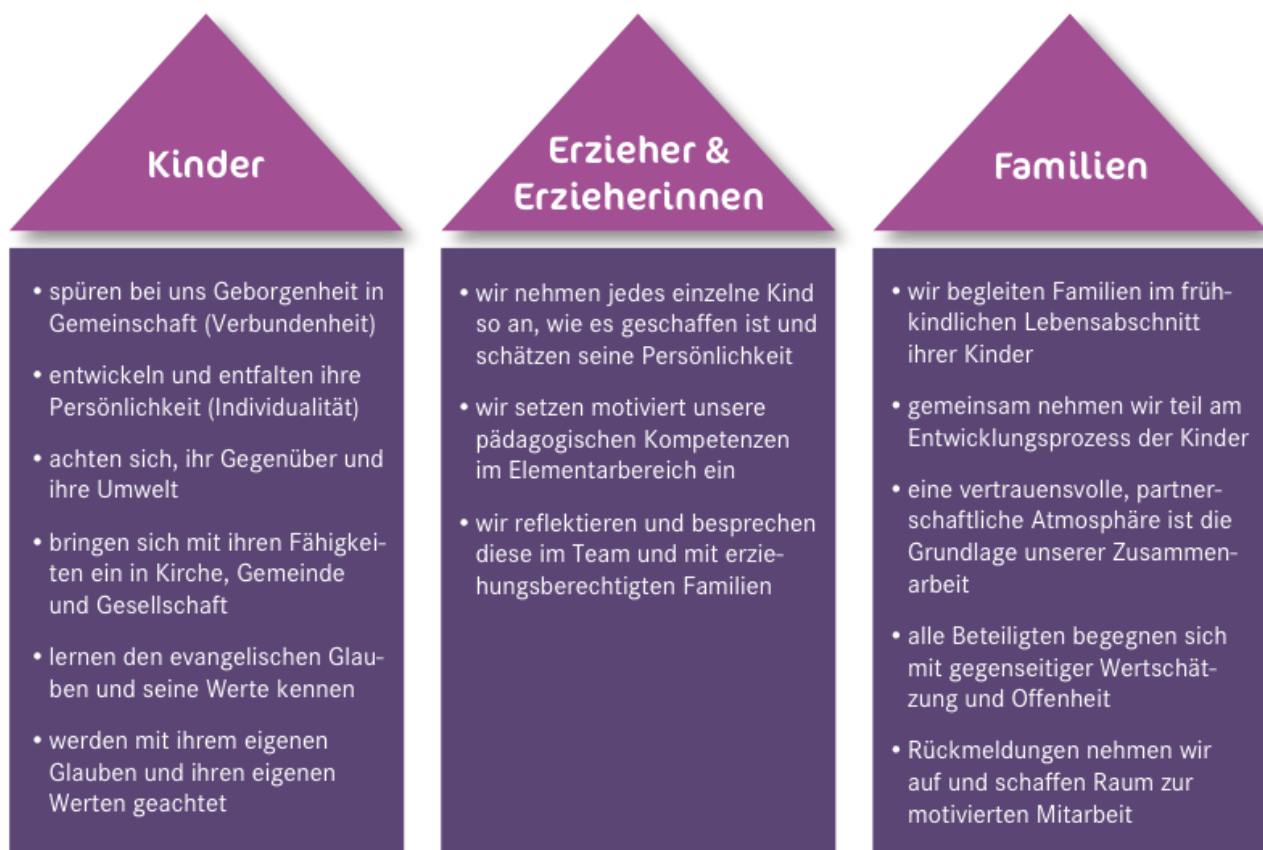 Kinder
• spüren bei uns Geborgenheit in
Gemeinschaft (Verbundenheit)
• entwickeln und entfalten ihre
Persönlichkeit (Individualität)
• achten sich, ihr Gegenüber und
ihre Umwelt
• bringen sich mit ihren Fähigkei-
ten ein in Kirche, Gemeinde
und Gesellschaft
• lernen den evangelischen Glau-
ben und seine Werte kennen
• werden mit ihrem eigenen
Glauben und ihren eigenen
Werten geachtet
Erzieher &
Erzieherinnen
• wir nehmen jedes einzelne Kind
so an, wie es geschaffen ist und
schätzen seine Persönlichkeit
• wir setzen motiviert unsere
pädagogischen Kompetenzen
im Elementarbereich ein
• wir reflektieren und besprechen
diese im Team und mit erzie-
hungsberechtigten Familien
Familien
• wir begleiten Familien im früh-
kindlichen Lebensabschnitt
ihrer Kinder
• gemeinsam nehmen wir teil am
Entwicklungsprozess der Kinder
• eine vertrauensvolle, partner-
schaftliche Atmosphäre ist die
Grundlage unserer Zusammen-
arbeit
• alle Beteiligten begegnen sich
mit gegenseitiger Wertschät-
zung und Offenheit
• Rückmeldungen nehmen wir
auf und schaffen Raum zur
motivierten Mitarbeit